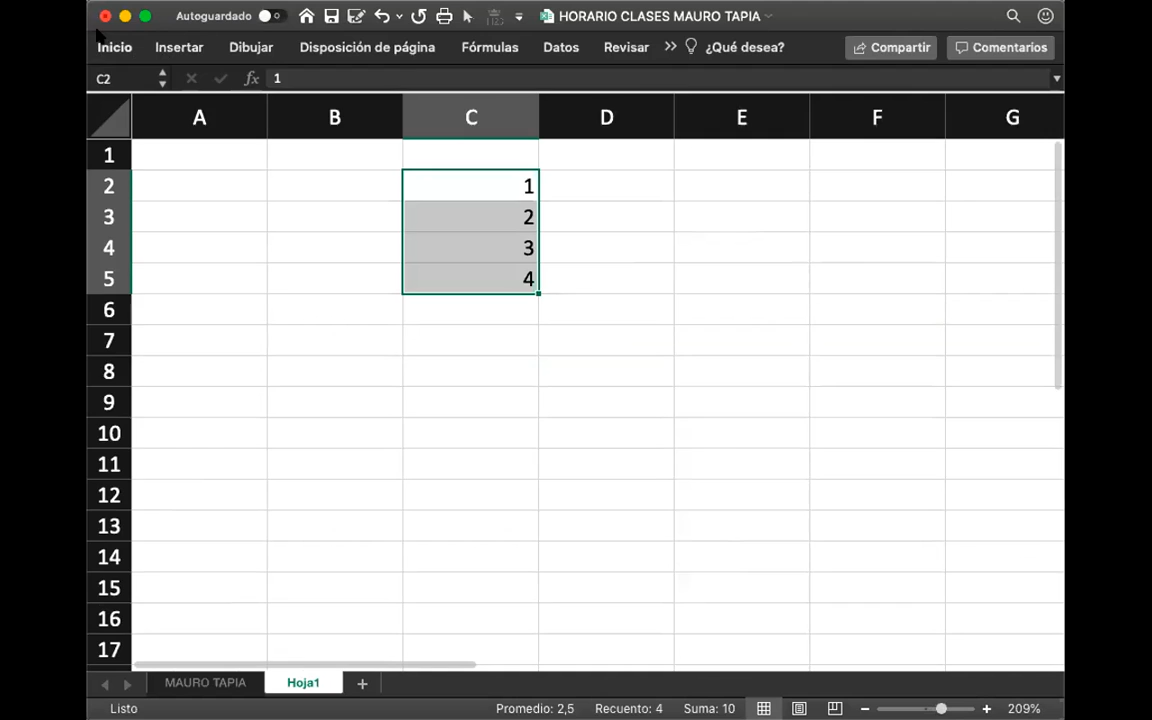 Autoguardado HORARIO CLASES MAURO TAPIA
Inicio Insertar Dibujar Disposición de página Fórmulas Datos Revisar >> ¿Qué desea? Compartir Comentarios
C2 fx 1
A B C D E F G
1
2 1
3 2
4 3
5 4
6
7
8
9
10
11
12
13
14
15
16
17
MAURO TAPIA Hoja1 +
Listo Promedio: 2,5 Recuento: 4 Suma: 10 209%